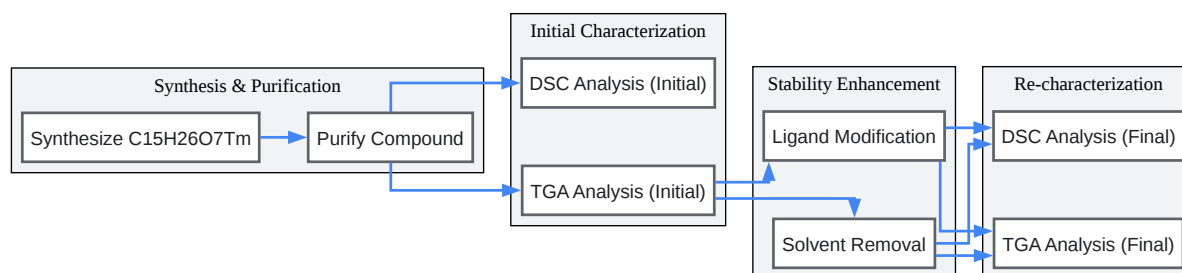 Synthesis & Purification
Synthesize C15H26O7Tm
Purify Compound
Initial Characterization
DSC Analysis (Initial)
TGA Analysis (Initial)
Stability Enhancement
Ligand Modification
Solvent Removal
Re-characterization
DSC Analysis (Final)
TGA Analysis (Final)